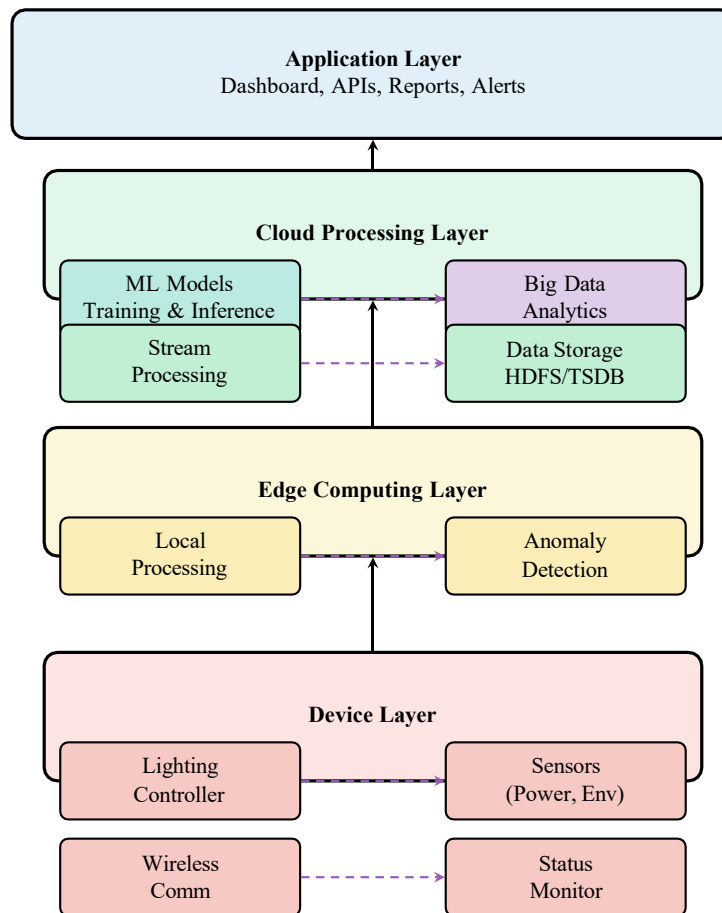 Application Layer
Dashboard, APIs, Reports, Alerts
Cloud Processing Layer
ML Models
Training & Inference
Big Data
Analytics
Stream
Processing
Data Storage
HDFS/TSDB
Edge Computing Layer
Local
Processing
Anomaly
Detection
Device Layer
Lighting
Controller
Sensors
(Power, Env)
Wireless
Comm
Status
Monitor